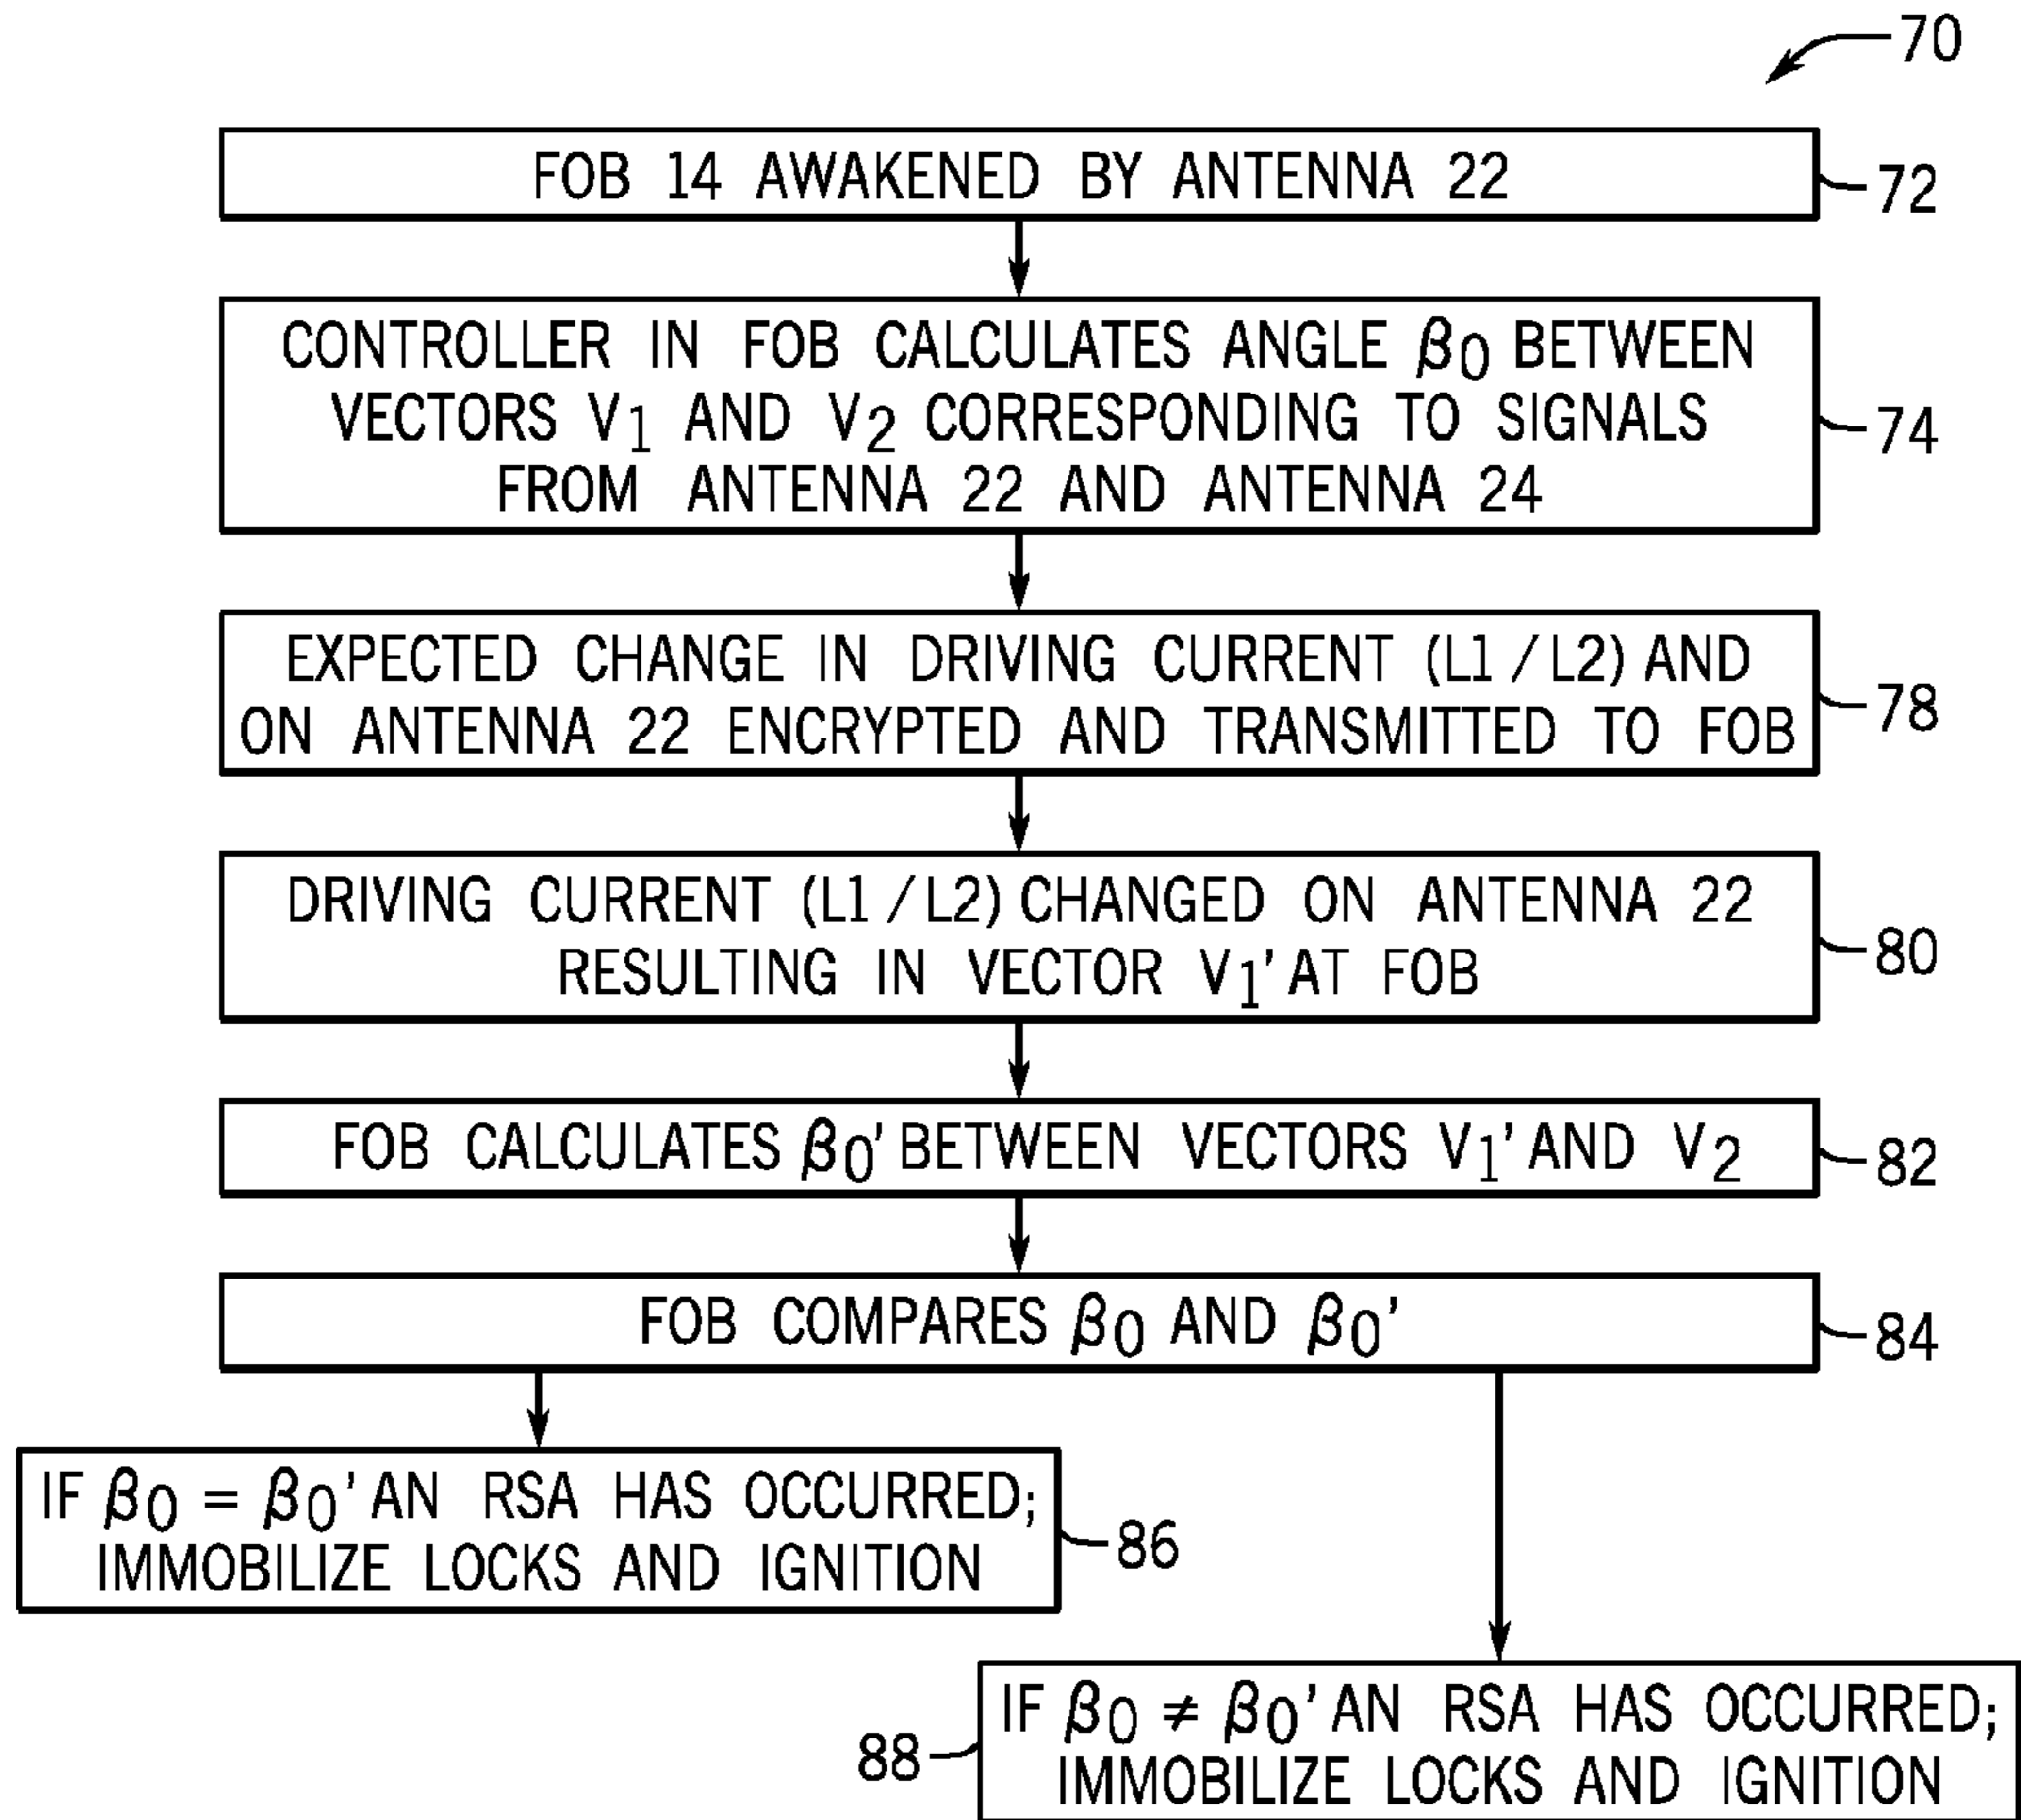 70
FOB 14 AWAKENED BY ANTENNA 22
72
CONTROLLER IN FOB CALCULATES ANGLE β₀ BETWEEN
VECTORS V₁ AND V₂ CORRESPONDING TO SIGNALS
FROM ANTENNA 22 AND ANTENNA 24
74
EXPECTED CHANGE IN DRIVING CURRENT (L1/L2) AND
ON ANTENNA 22 ENCRYPTED AND TRANSMITTED TO FOB
78
DRIVING CURRENT (L1/L2) CHANGED ON ANTENNA 22
RESULTING IN VECTOR V₁' AT FOB
80
FOB CALCULATES β₀' BETWEEN VECTORS V₁' AND V₂
82
FOB COMPARES β₀ AND β₀'
84
IF β₀ = β₀' AN RSA HAS OCCURRED;
IMMOBILIZE LOCKS AND IGNITION
86
IF β₀ ≠ β₀' AN RSA HAS OCCURRED;
IMMOBILIZE LOCKS AND IGNITION
88